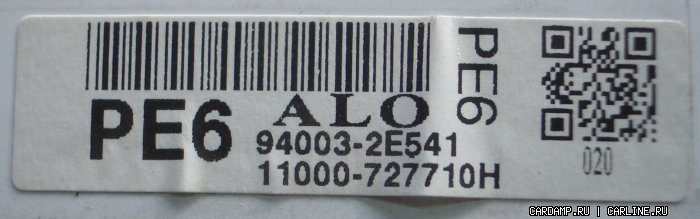 PE6
ALO
94003-2E541
11000-727710H
PE6
020
CARDAMP.RU | CARLINE.RU